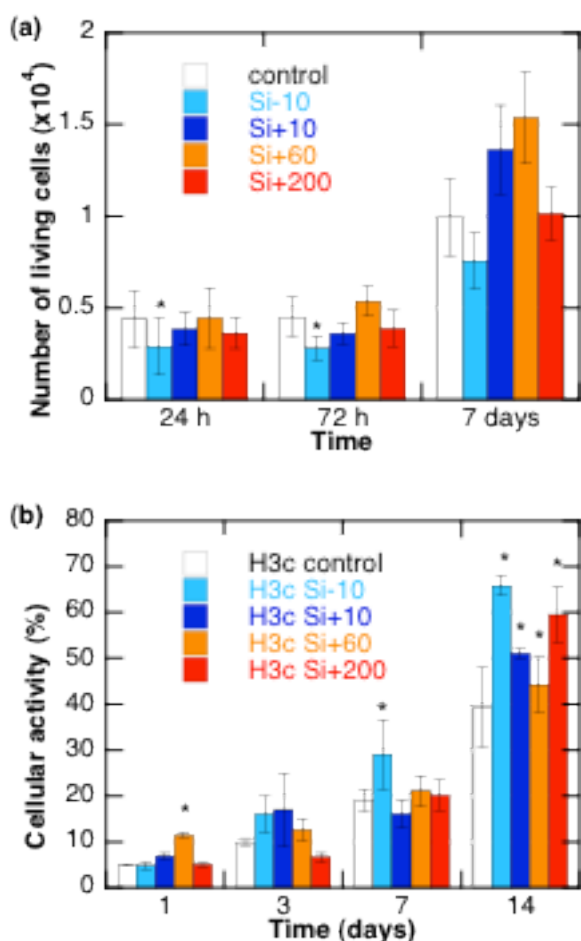 (a)
2
1.5
1
0.5
0
Number of living cells (x10⁴)
control
Si-10
Si+10
Si+60
Si+200
*
*
24 h
72 h
7 days
Time
(b)
80
70
60
50
40
30
20
10
0
Cellular activity (%)
H3c control
H3c Si-10
H3c Si+10
H3c Si+60
H3c Si+200
*
*
*
*
*
*
1
3
7
14
Time (days)